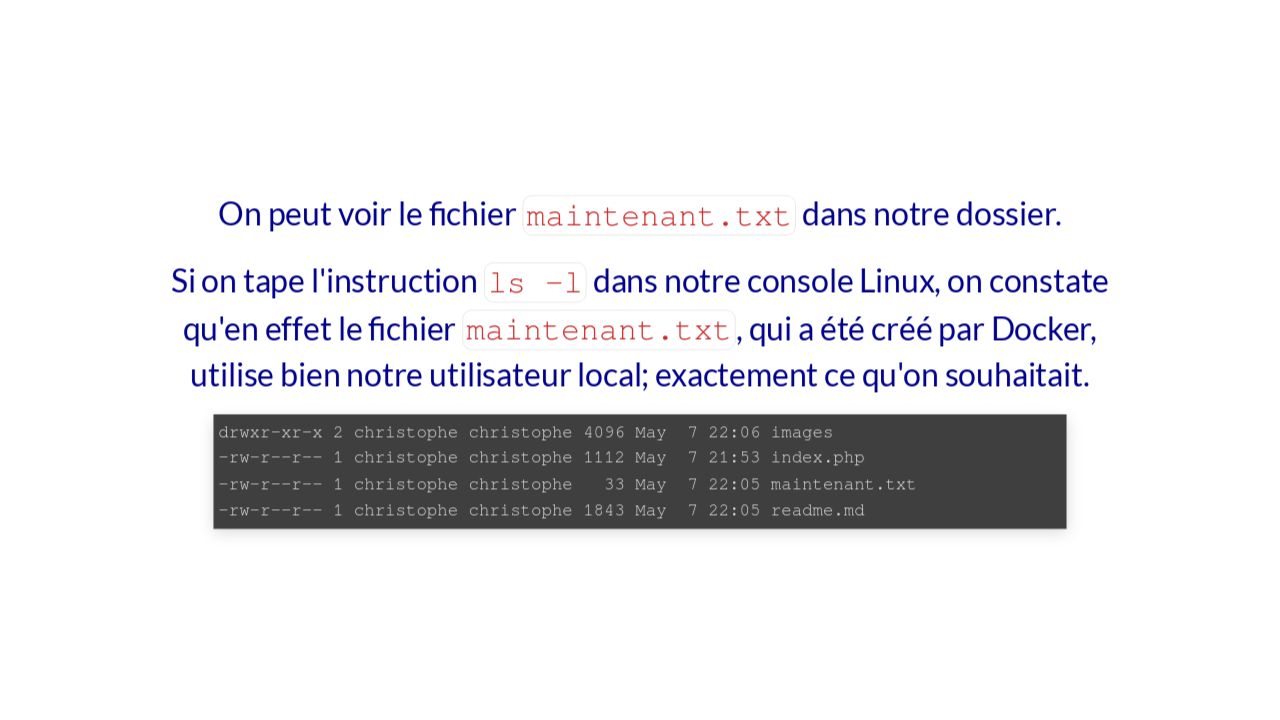 On peut voir le fichier maintenant.txt dans notre dossier.
Si on tape l'instruction ls -l dans notre console Linux, on constate
qu'en effet le fichier maintenant.txt, qui a été créé par Docker,
utilise bien notre utilisateur local; exactement ce qu'on souhaitait.
drwxr-xr-x 2 christophe christophe 4096 May  7 22:06 images
-rw-r--r-- 1 christophe christophe 1112 May  7 21:53 index.php
-rw-r--r-- 1 christophe christophe   33 May  7 22:05 maintenant.txt
-rw-r--r-- 1 christophe christophe 1843 May  7 22:05 readme.md